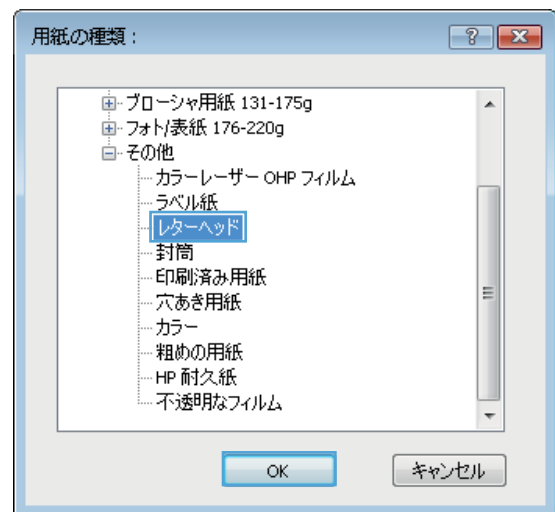 用紙の種類 :
ブローシャ用紙 131-175g
フォト/表紙 176-220g
その他
カラーレーザー OHP フィルム
ラベル紙
レターヘッド
封筒
印刷済み用紙
穴あき用紙
カラー
粗めの用紙
HP 耐久紙
不透明なフィルム
OK キャンセル